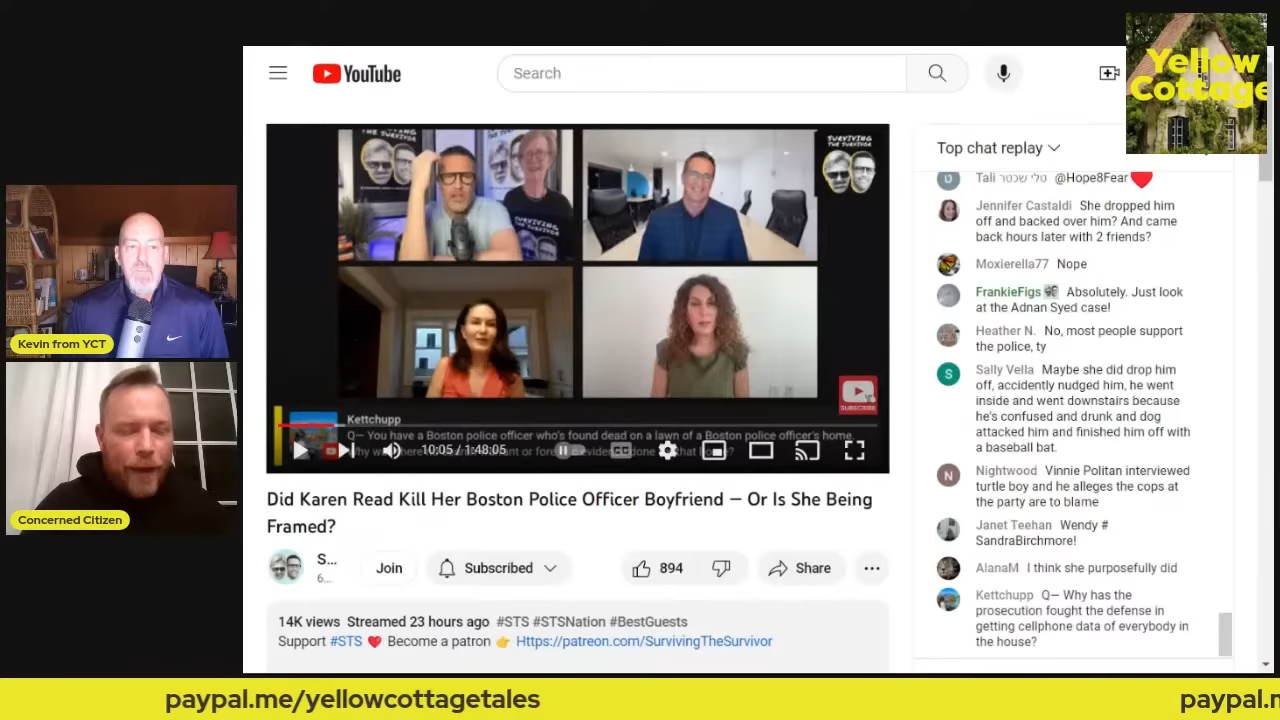 YouTube
Search
Yellow
Cottage
SURVIVING
THE SURVIVOR
SURVIVING
THE SURVIVOR
SURVIVING
THE SURVIVOR
SUBSCRIBE
Kettchupp
Q— You have a Boston police officer who's found dead on a lawn of a Boston police officer's home.
10:05 / 1:48:05
Did Karen Read Kill Her Boston Police Officer Boyfriend — Or Is She Being
Framed?
S...
6...
Join
Subscribed
894
Share
14K views Streamed 23 hours ago #STS #STSNation #BestGuests
Support #STS ❤️ Become a patron 👉 Https://patreon.com/SurvivingTheSurvivor
Top chat replay
Tali טלי שכטר @Hope8Fear ❤️
Jennifer Castaldi She dropped him
off and backed over him? And came
back hours later with 2 friends?
Moxierella77 Nope
FrankieFigs Absolutely. Just look
at the Adnan Syed case!
Heather N. No, most people support
the police, ty
S
Sally Vella Maybe she did drop him
off, accidently nudged him, he went
inside and went downstairs because
he's confused and drunk and dog
attacked him and finished him off with
a baseball bat.
N
Nightwood Vinnie Politan interviewed
turtle boy and he alleges the cops at
the party are to blame
Janet Teehan Wendy #
SandraBirchmore!
AlanaM I think she purposefully did
Kettchupp Q— Why has the
prosecution fought the defense in
getting cellphone data of everybody in
the house?
Kevin from YCT
Concerned Citizen
paypal.me/yellowcottagetales
paypal.m